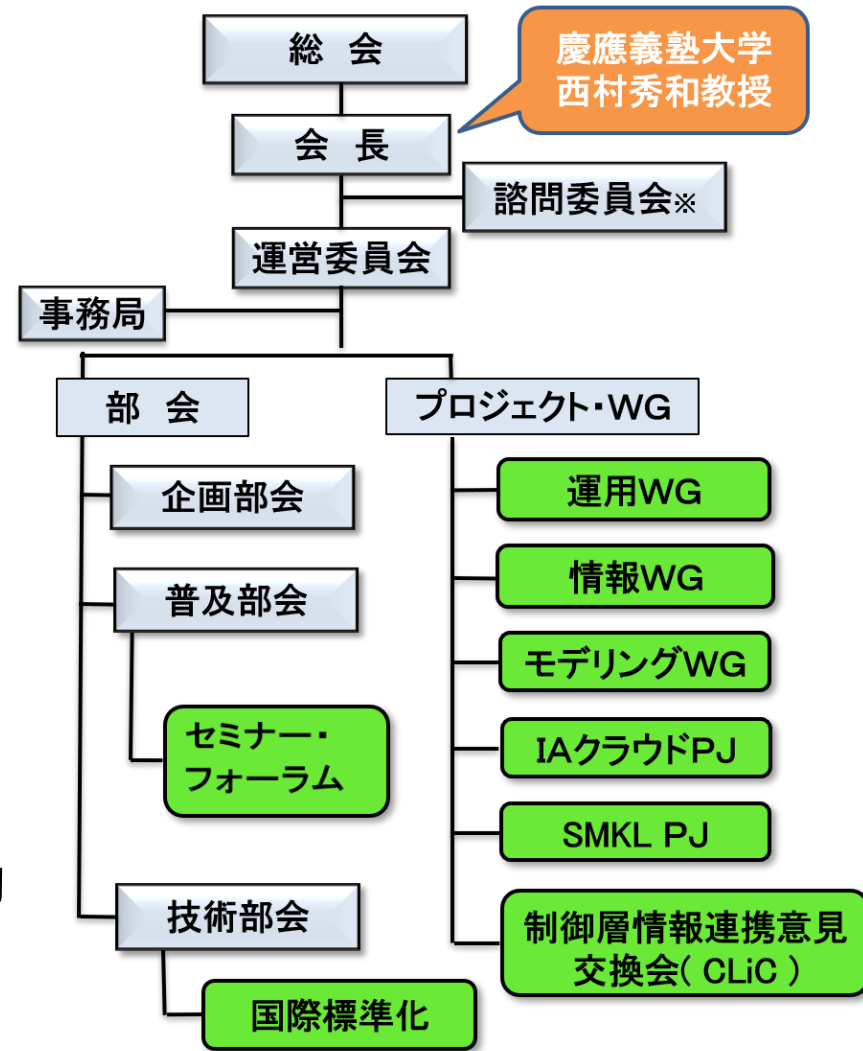 総 会
慶應義塾大学
西村秀和教授
会 長
諮問委員会※
運営委員会
事務局
部 会
企画部会
普及部会
セミナー・
フォーラム
技術部会
国際標準化
プロジェクト・WG
運用WG
情報WG
モデリングWG
IAクラウドPJ
SMKL PJ
制御層情報連携意見
交換会( CLiC )